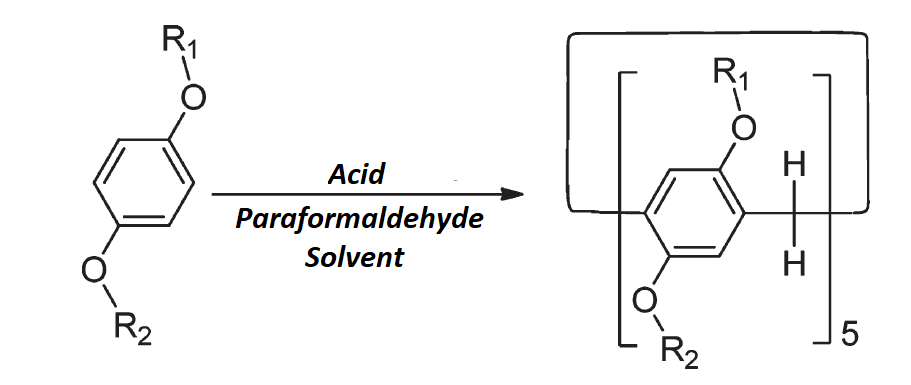 R1
O
O
R2
Acid
Paraformaldehyde
Solvent
R1
O
H
H
O
R2
5